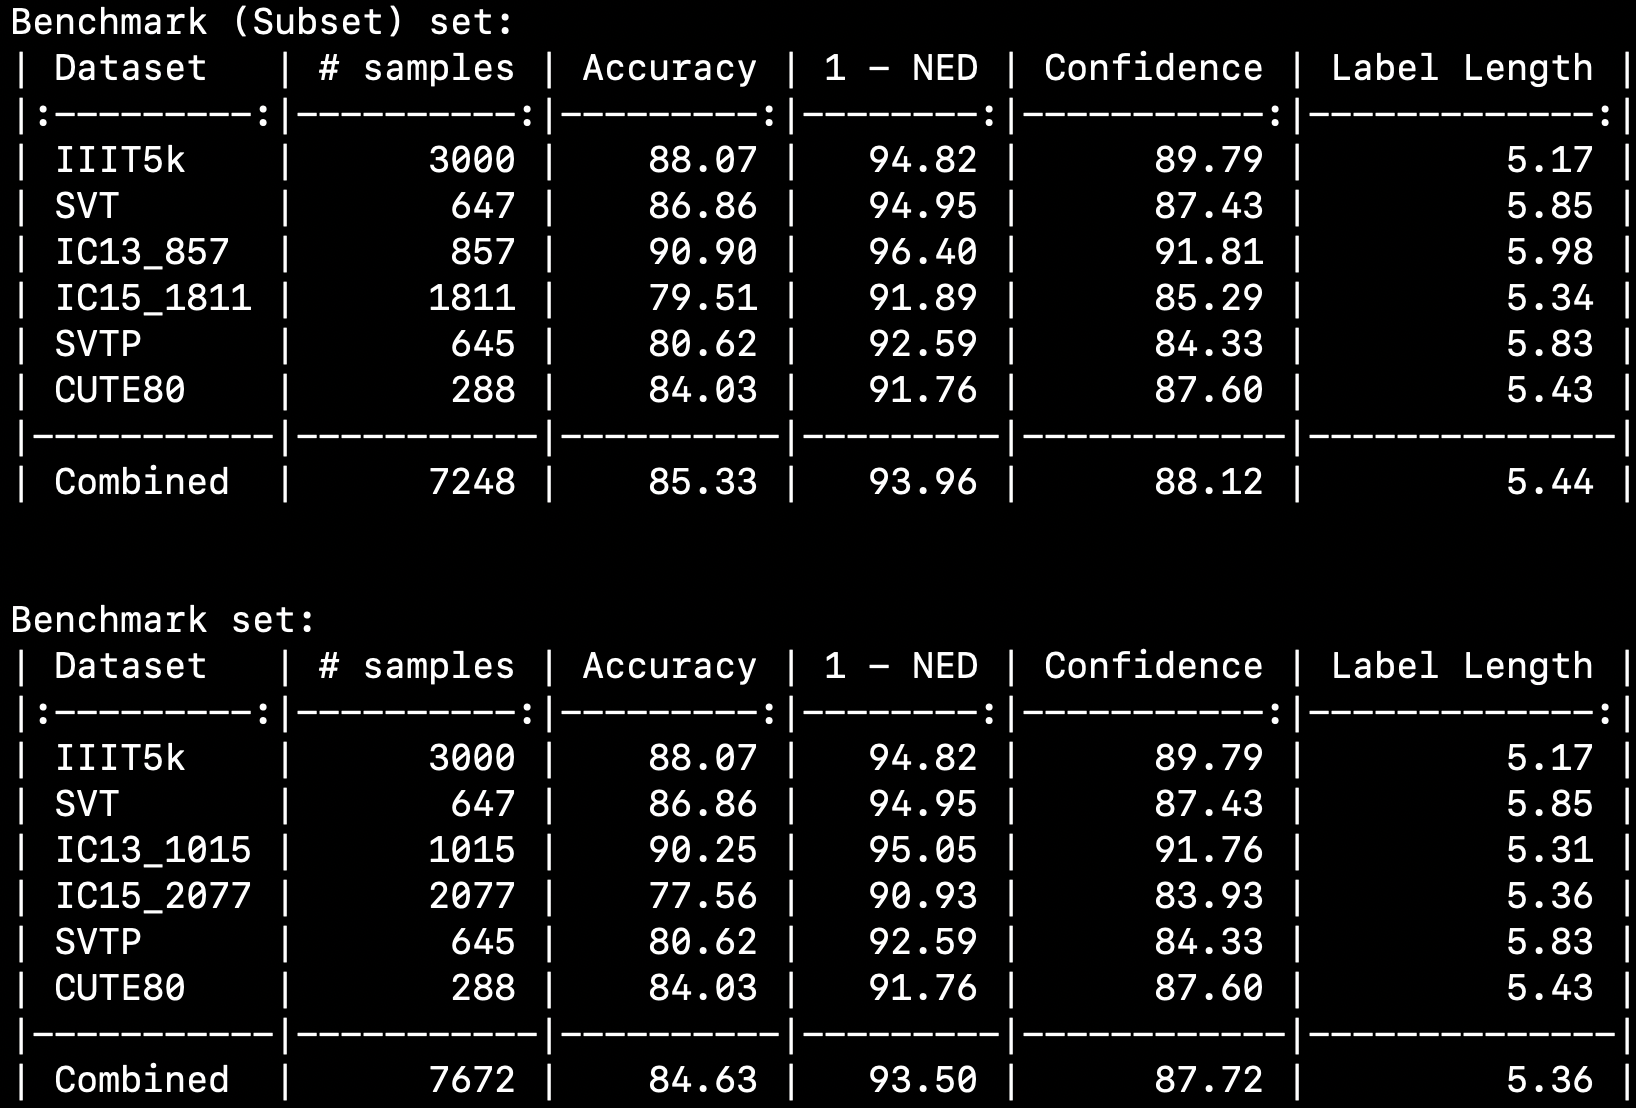 Benchmark (Subset) set:
| Dataset   | # samples | Accuracy | 1 - NED | Confidence | Label Length |
|:---------:|----------:|---------:|--------:|-----------:|-------------:|
| IIIT5k    |      3000 |    88.07 |   94.82 |      89.79 |         5.17 |
| SVT       |       647 |    86.86 |   94.95 |      87.43 |         5.85 |
| IC13_857  |       857 |    90.90 |   96.40 |      91.81 |         5.98 |
| IC15_1811 |      1811 |    79.51 |   91.89 |      85.29 |         5.34 |
| SVTP      |       645 |    80.62 |   92.59 |      84.33 |         5.83 |
| CUTE80    |       288 |    84.03 |   91.76 |      87.60 |         5.43 |
|-----------|-----------|----------|---------|------------|--------------|
| Combined  |      7248 |    85.33 |   93.96 |      88.12 |         5.44 |
Benchmark set:
| Dataset   | # samples | Accuracy | 1 - NED | Confidence | Label Length |
|:---------:|----------:|---------:|--------:|-----------:|-------------:|
| IIIT5k    |      3000 |    88.07 |   94.82 |      89.79 |         5.17 |
| SVT       |       647 |    86.86 |   94.95 |      87.43 |         5.85 |
| IC13_1015 |      1015 |    90.25 |   95.05 |      91.76 |         5.31 |
| IC15_2077 |      2077 |    77.56 |   90.93 |      83.93 |         5.36 |
| SVTP      |       645 |    80.62 |   92.59 |      84.33 |         5.83 |
| CUTE80    |       288 |    84.03 |   91.76 |      87.60 |         5.43 |
|-----------|-----------|----------|---------|------------|--------------|
| Combined  |      7672 |    84.63 |   93.50 |      87.72 |         5.36 |